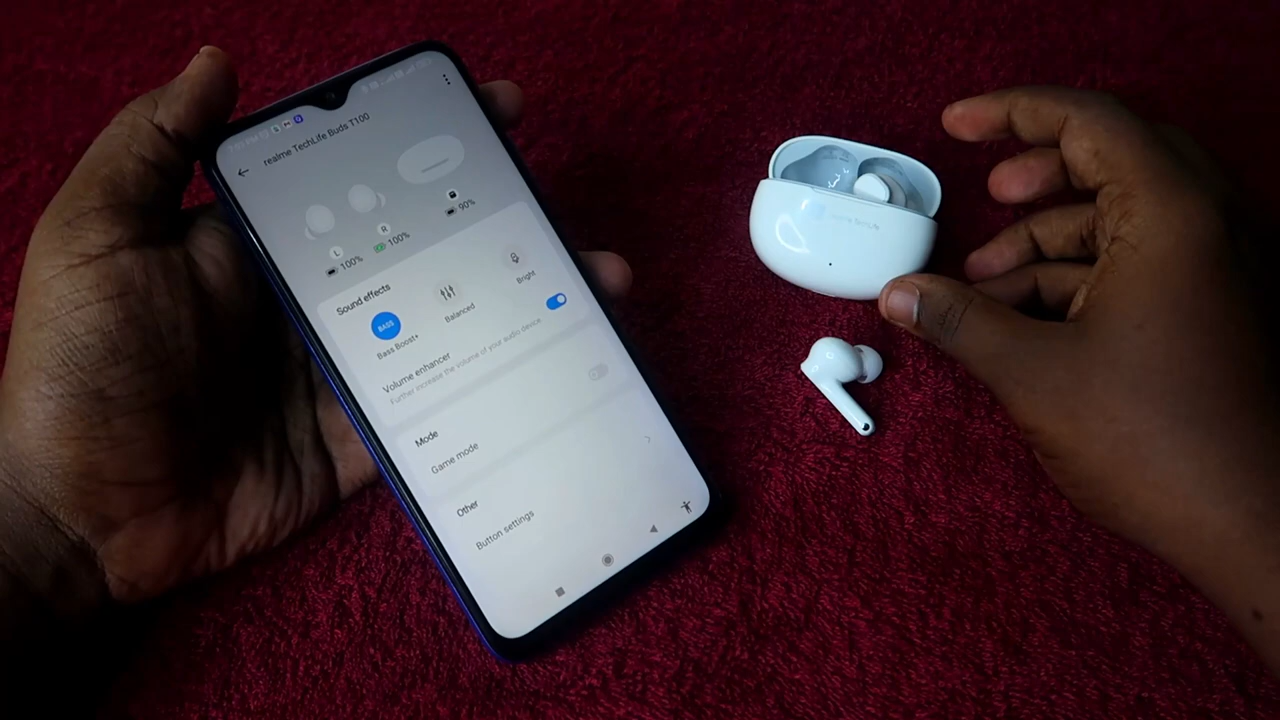 realme TechLife Buds T100
L
R
100%
100%
90%
Sound effects
BASS
Bass Boost+
Balanced
Bright
Volume enhancer
Further increase the volume of your audio device.
Mode
Game mode
Other
Button settings